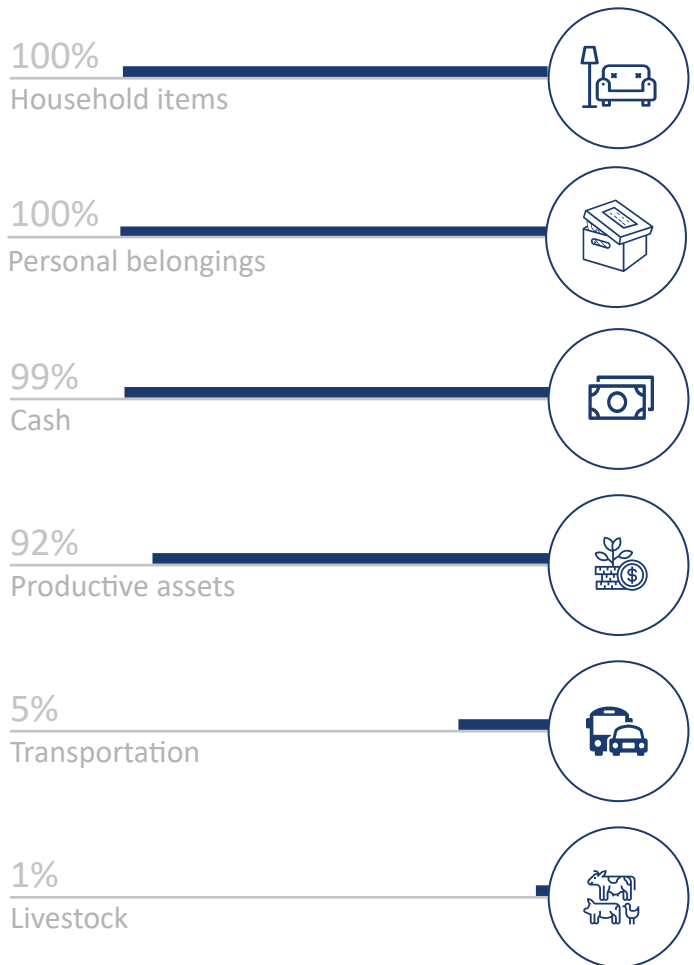 100%
Household items
100%
Personal belongings
99%
Cash
92%
Productive assets
5%
Transportation
1%
Livestock